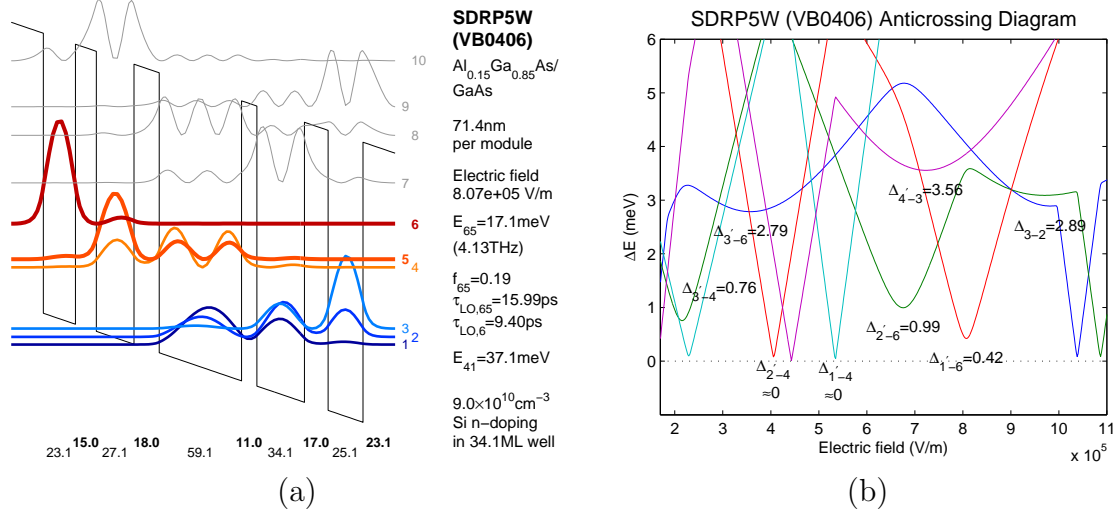 SDRP5W
(VB0406)
Al0.15Ga0.85As/
GaAs
71.4nm
per module
Electric field
8.07e+05 V/m
E65=17.1meV
(4.13THz)
f65=0.19
τLO,65=15.99ps
τLO,6=9.40ps
E41=37.1meV
9.0×10^10cm^-3
Si n-doping
in 34.1ML well
10
9
8
7
6
5
4
3
2
1
15.0 18.0 11.0 17.0 23.1
23.1 27.1 59.1 34.1 25.1
(a)
SDRP5W (VB0406) Anticrossing Diagram
ΔE (meV)
6
5
4
3
2
1
0
Δ4'-3=3.56
Δ3'-6=2.79
Δ3-2=2.89
Δ3'-4=0.76
Δ2'-6=0.99
Δ1'-6=0.42
Δ2'-4
≈0
Δ1'-4
≈0
2 3 4 5 6 7 8 9 10 11
Electric field (V/m)
x 10^5
(b)